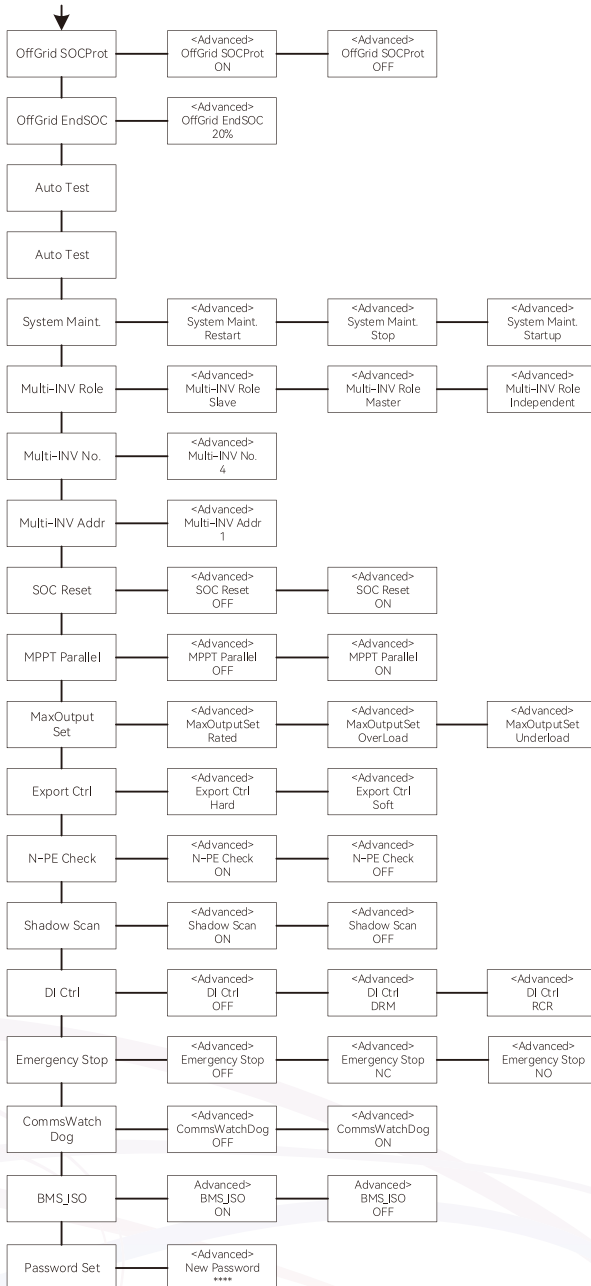 OffGrid SOCProt
<Advanced>
OffGrid SOCProt
ON
<Advanced>
OffGrid SOCProt
OFF
OffGrid EndSOC
<Advanced>
OffGrid EndSOC
20%
Auto Test
Auto Test
System Maint.
<Advanced>
System Maint.
Restart
<Advanced>
System Maint.
Stop
<Advanced>
System Maint.
Startup
Multi-INV Role
<Advanced>
Multi-INV Role
Slave
<Advanced>
Multi-INV Role
Master
<Advanced>
Multi-INV Role
Independent
Multi-INV No.
<Advanced>
Multi-INV No.
4
Multi-INV Addr
<Advanced>
Multi-INV Addr
1
SOC Reset
<Advanced>
SOC Reset
OFF
<Advanced>
SOC Reset
ON
MPPT Parallel
<Advanced>
MPPT Parallel
OFF
<Advanced>
MPPT Parallel
ON
MaxOutput
Set
<Advanced>
MaxOutputSet
Rated
<Advanced>
MaxOutputSet
OverLoad
<Advanced>
MaxOutputSet
Underload
Export Ctrl
<Advanced>
Export Ctrl
Hard
<Advanced>
Export Ctrl
Soft
N-PE Check
<Advanced>
N-PE Check
ON
<Advanced>
N-PE Check
OFF
Shadow Scan
<Advanced>
Shadow Scan
ON
<Advanced>
Shadow Scan
OFF
DI Ctrl
<Advanced>
DI Ctrl
OFF
<Advanced>
DI Ctrl
DRM
<Advanced>
DI Ctrl
RCR
Emergency Stop
<Advanced>
Emergency Stop
OFF
<Advanced>
Emergency Stop
NC
<Advanced>
Emergency Stop
NO
CommsWatch
Dog
<Advanced>
CommsWatchDog
OFF
<Advanced>
CommsWatchDog
ON
BMS_ISO
Advanced>
BMS_ISO
ON
Advanced>
BMS_ISO
OFF
Password Set
<Advanced>
New Password
****